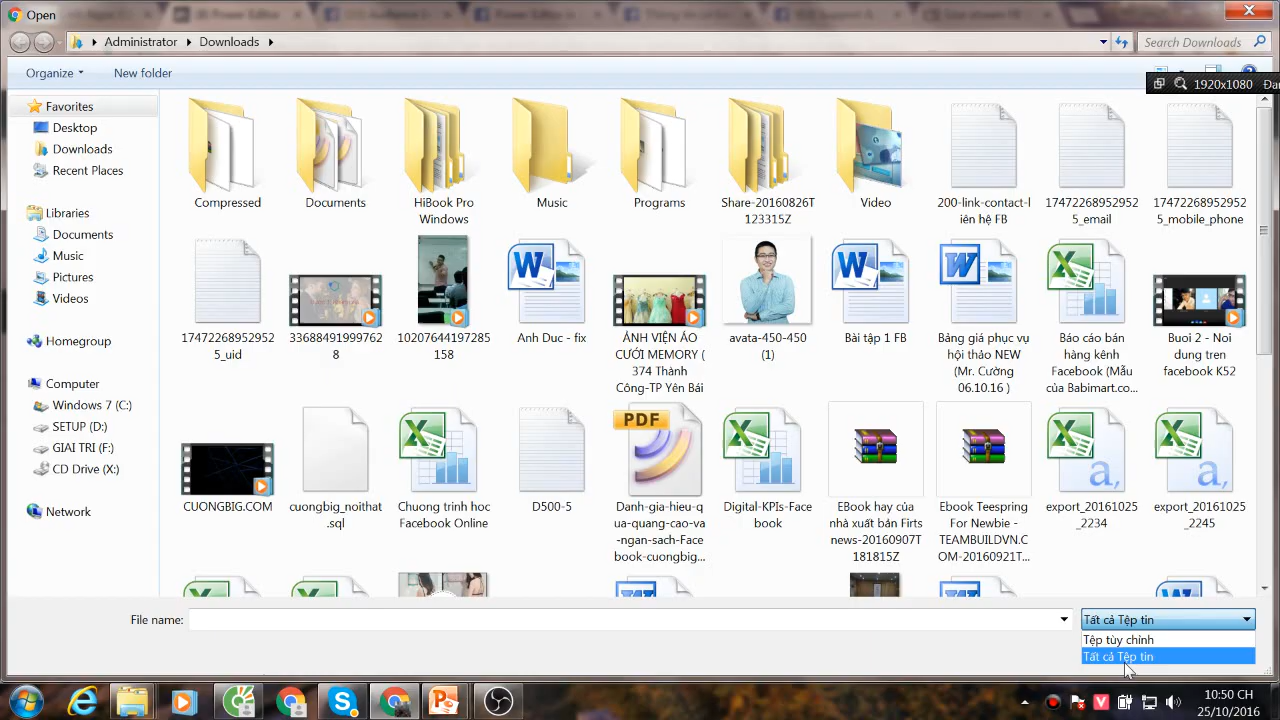 Open
Administrator
Downloads
Search Downloads
Organize
New folder
1920x1080
Favorites
Desktop
Downloads
Recent Places
Libraries
Documents
Music
Pictures
Videos
Homegroup
Computer
Windows 7 (C:)
SETUP (D:)
GIAI TRI (F:)
CD Drive (X:)
Network
Compressed
Documents
HiBook Pro
Windows
Music
Programs
Share-20160826T
123315Z
Video
200-link-contact-l
iên hệ FB
17472268952952
5_email
17472268952952
5_mobile_phone
17472268952952
5_uid
33688491999762
8
10207644197285
158
Anh Duc - fix
ẢNH VIỆN ÁO
CƯỚI MEMORY (
374 Thành
Công-TP Yên Bái
avata-450-450
(1)
Bài tập 1 FB
Bảng giá phục vụ
hội thảo NEW
(Mr. Cường
06.10.16 )
Báo cáo bán
hàng kênh
Facebook (Mẫu
của Babimart.co...
Buoi 2 - Noi
dung tren
facebook K52
CUONGBIG.COM
cuongbig_noithat
.sql
Chuong trinh hoc
Facebook Online
D500-5
PDF
Danh-gia-hieu-q
ua-quang-cao-va
-ngan-sach-Face
book-cuongbig...
Digital-KPIs-Face
book
EBook hay của
nhà xuất bản Firts
news-20160907T
181815Z
Ebook Teespring
For Newbie -
TEAMBUILDVN.C
OM-20160921T...
export_20161025
_2234
export_20161025
_2245
File name:
Tất cả Tệp tin
Tệp tùy chỉnh
Tất cả Tệp tin
10:50 CH
25/10/2016